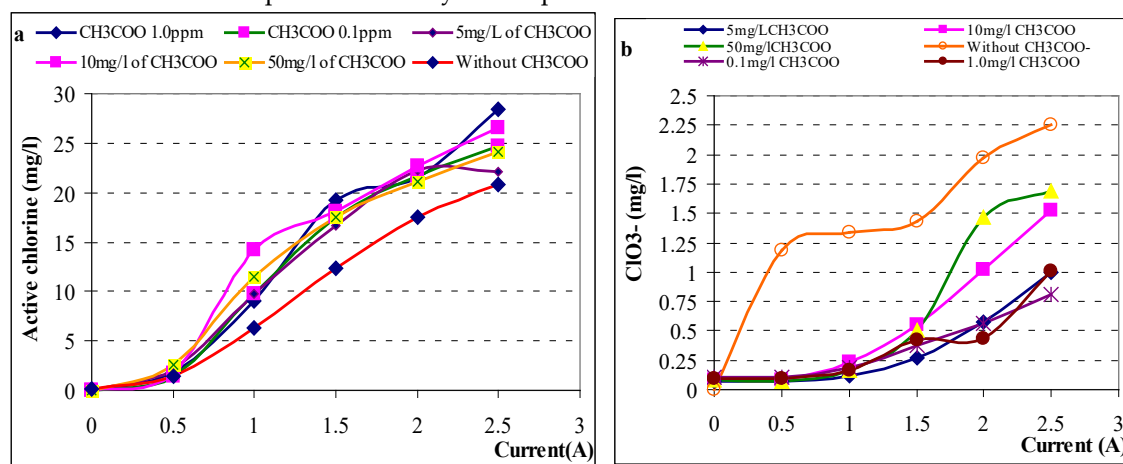 a
CH3COO 1.0ppm CH3COO 0.1ppm 5mg/L of CH3COO
10mg/l of CH3COO 50mg/l of CH3COO Without CH3COO
Active chlorine (mg/l)
30
25
20
15
10
5
0
0 0.5 1 1.5 2 2.5 3
Current(A)
b
5mg/LCH3COO 10mg/l CH3COO
50mg/lCH3COO Without CH3COO-
0.1mg/l CH3COO 1.0mg/l CH3COO
ClO3- (mg/l)
2.5
2.25
2
1.75
1.5
1.25
1
0.75
0.5
0.25
0
0 0.5 1 1.5 2 2.5 3
Current (A)